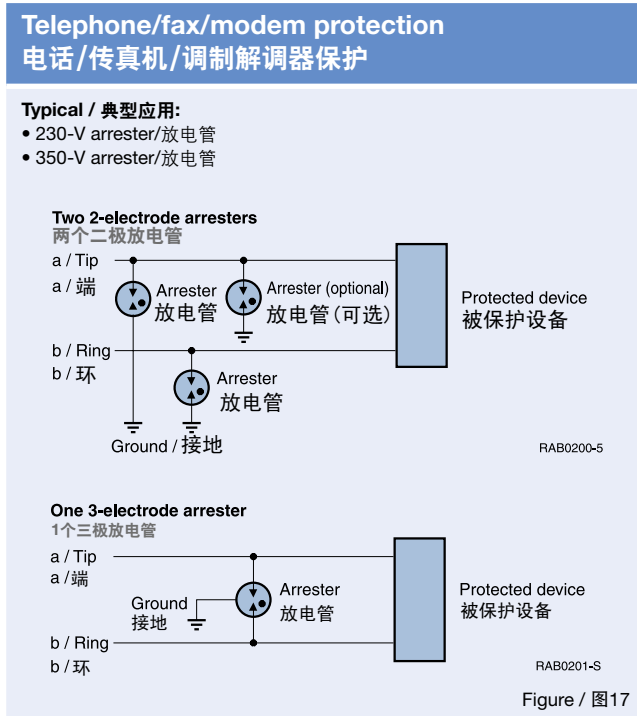 Telephone/fax/modem protection
电话/传真机/调制解调器保护
Typical / 典型应用:
• 230-V arrester/放电管
• 350-V arrester/放电管
Two 2-electrode arresters
两个二极放电管
a / Tip
a / 端
Arrester
放电管
Arrester (optional)
放电管(可选)
Protected device
被保护设备
b / Ring
b / 环
Arrester
放电管
Ground / 接地
RAB0200-5
One 3-electrode arrester
1个三极放电管
a / Tip
a /端
Ground
接地
Arrester
放电管
Protected device
被保护设备
b / Ring
b / 环
RAB0201-S
Figure / 图17